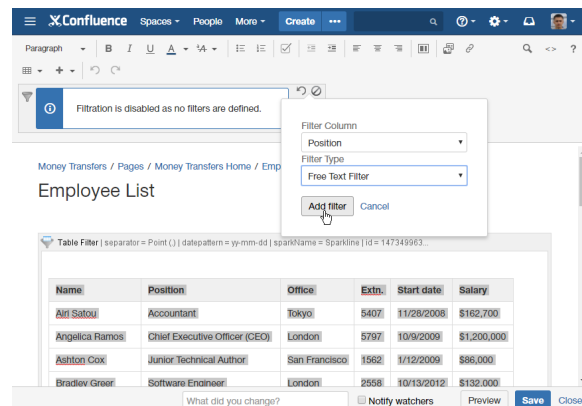 Confluence Spaces People More Create ... ?
Paragraph B I U A <> ?
Filtration is disabled as no filters are defined.
Filter Column
Position
Filter Type
Free Text Filter
Add filter Cancel
Money Transfers / Pages / Money Transfers Home / Emp
Employee List
Table Filter | separator = Point (.) | datepattern = yy-mm-dd | sparkName = Sparkline | id = 147349963...
Name Position Office Extn. Start date Salary
Airi Satou Accountant Tokyo 5407 11/28/2008 $162,700
Angelica Ramos Chief Executive Officer (CEO) London 5797 10/9/2009 $1,200,000
Ashton Cox Junior Technical Author San Francisco 1562 1/12/2009 $86,000
Bradley Greer Software Engineer London 2558 10/13/2012 $132,000
What did you change? Notify watchers Preview Save Close